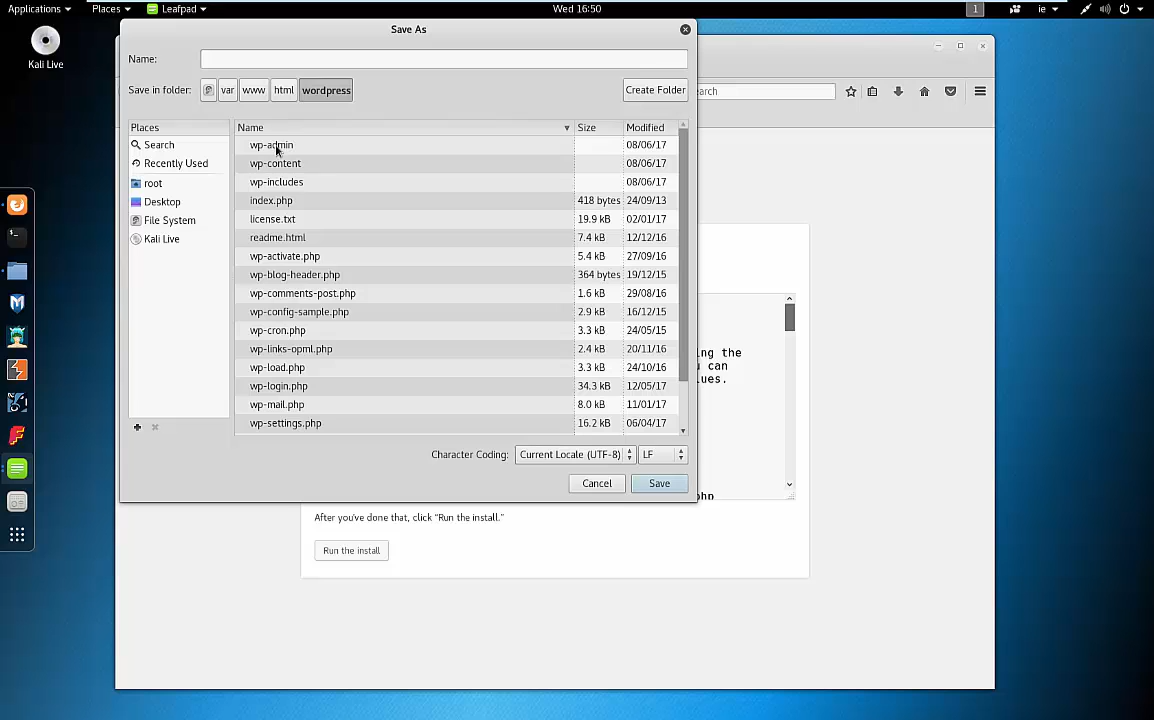 Applications Places Leafpad Wed 16:50 1 ie
Kali Live
Save As
Name:
Save in folder: var www html wordpress Create Folder
earch
Places
Search
Recently Used
root
Desktop
File System
Kali Live
Name Size Modified
wp-admin 08/06/17
wp-content 08/06/17
wp-includes 08/06/17
index.php 418 bytes 24/09/13
license.txt 19.9 kB 02/01/17
readme.html 7.4 kB 12/12/16
wp-activate.php 5.4 kB 27/09/16
wp-blog-header.php 364 bytes 19/12/15
wp-comments-post.php 1.6 kB 29/08/16
wp-config-sample.php 2.9 kB 16/12/15
wp-cron.php 3.3 kB 24/05/15
wp-links-opml.php 2.4 kB 20/11/16
wp-load.php 3.3 kB 24/10/16
wp-login.php 34.3 kB 12/05/17
wp-mail.php 8.0 kB 11/01/17
wp-settings.php 16.2 kB 06/04/17
ing the
can
ues.
Character Coding: Current Locale (UTF-8) LF
Cancel Save
hp
After you've done that, click “Run the install.”
Run the install